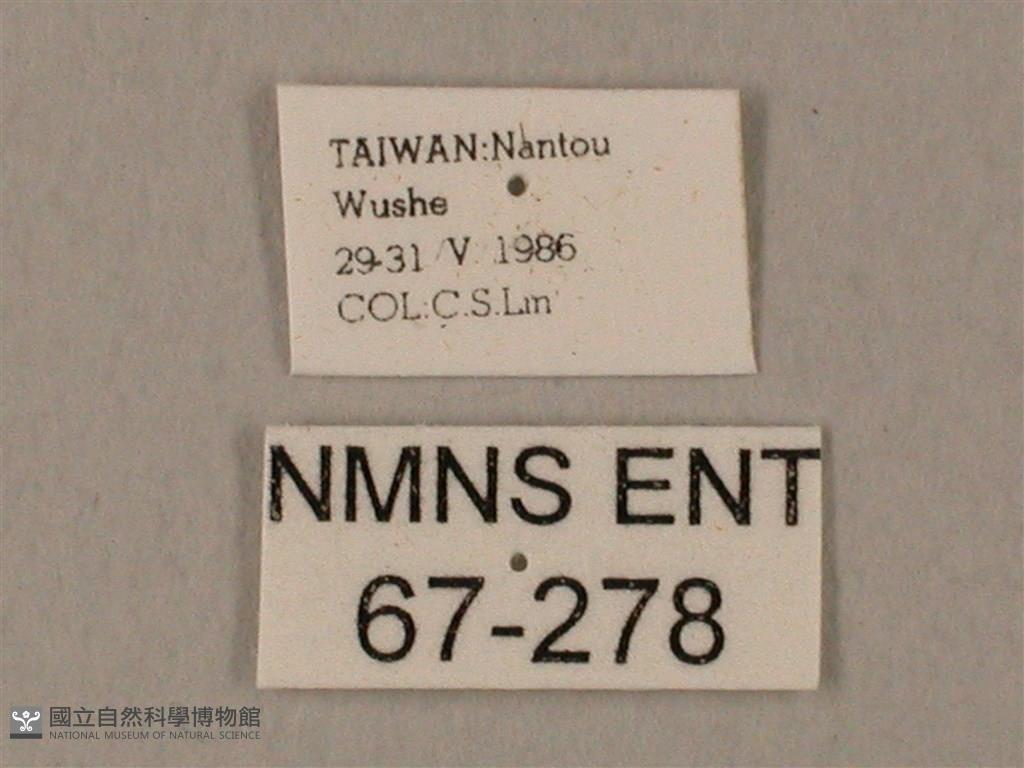 TAIWAN:Nantou
Wushe
29-31 V 1986
COL.C.S.Lin
NMNS ENT
67-278
國立自然科學博物館
NATIONAL MUSEUM OF NATURAL SCIENCE